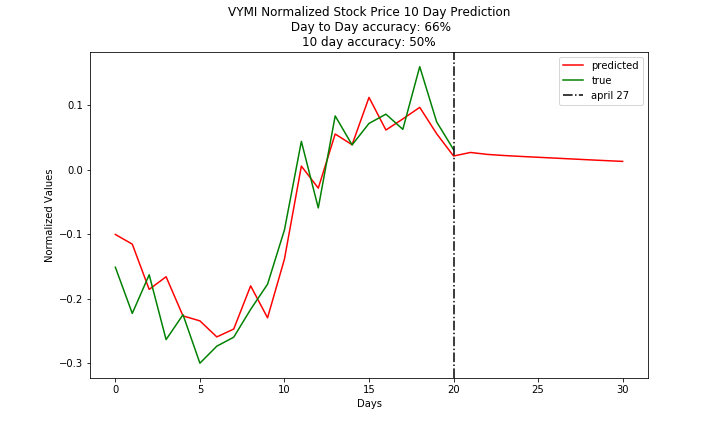 VYMI Normalized Stock Price 10 Day Prediction
Day to Day accuracy: 66%
10 day accuracy: 50%
predicted
true
april 27
0.1
0.0
−0.1
−0.2
−0.3
Normalized Values
0 5 10 15 20 25 30
Days